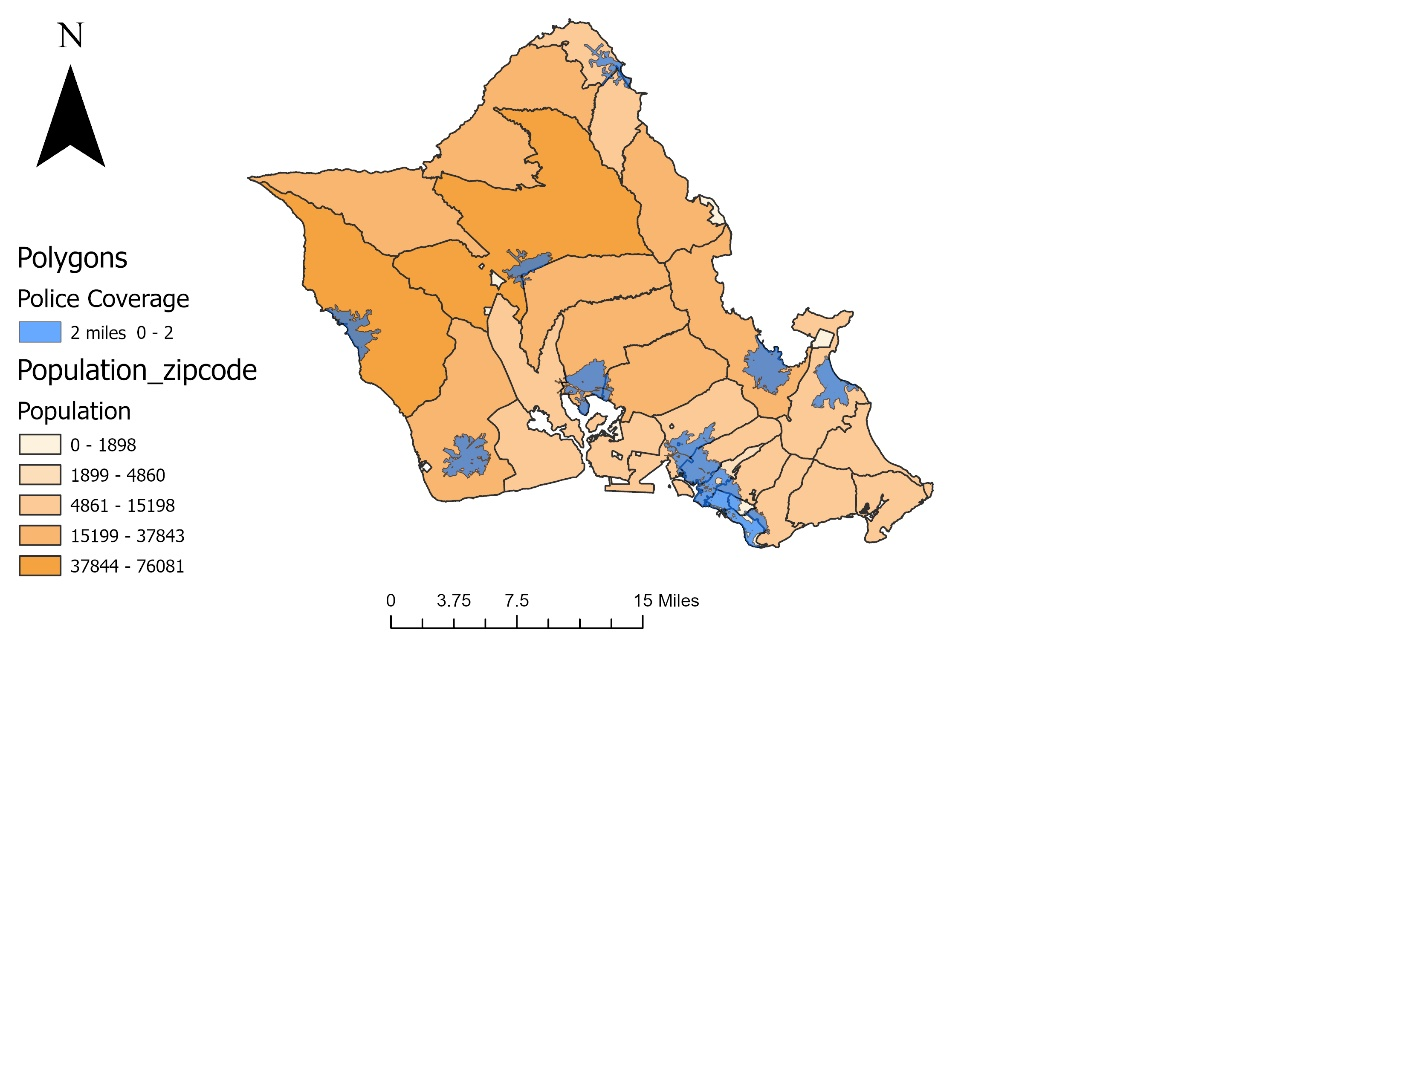 N
Polygons
Police Coverage
2 miles 0 - 2
Population_zipcode
Population
0 - 1898
1899 - 4860
4861 - 15198
15199 - 37843
37844 - 76081
0 3.75 7.5 15 Miles